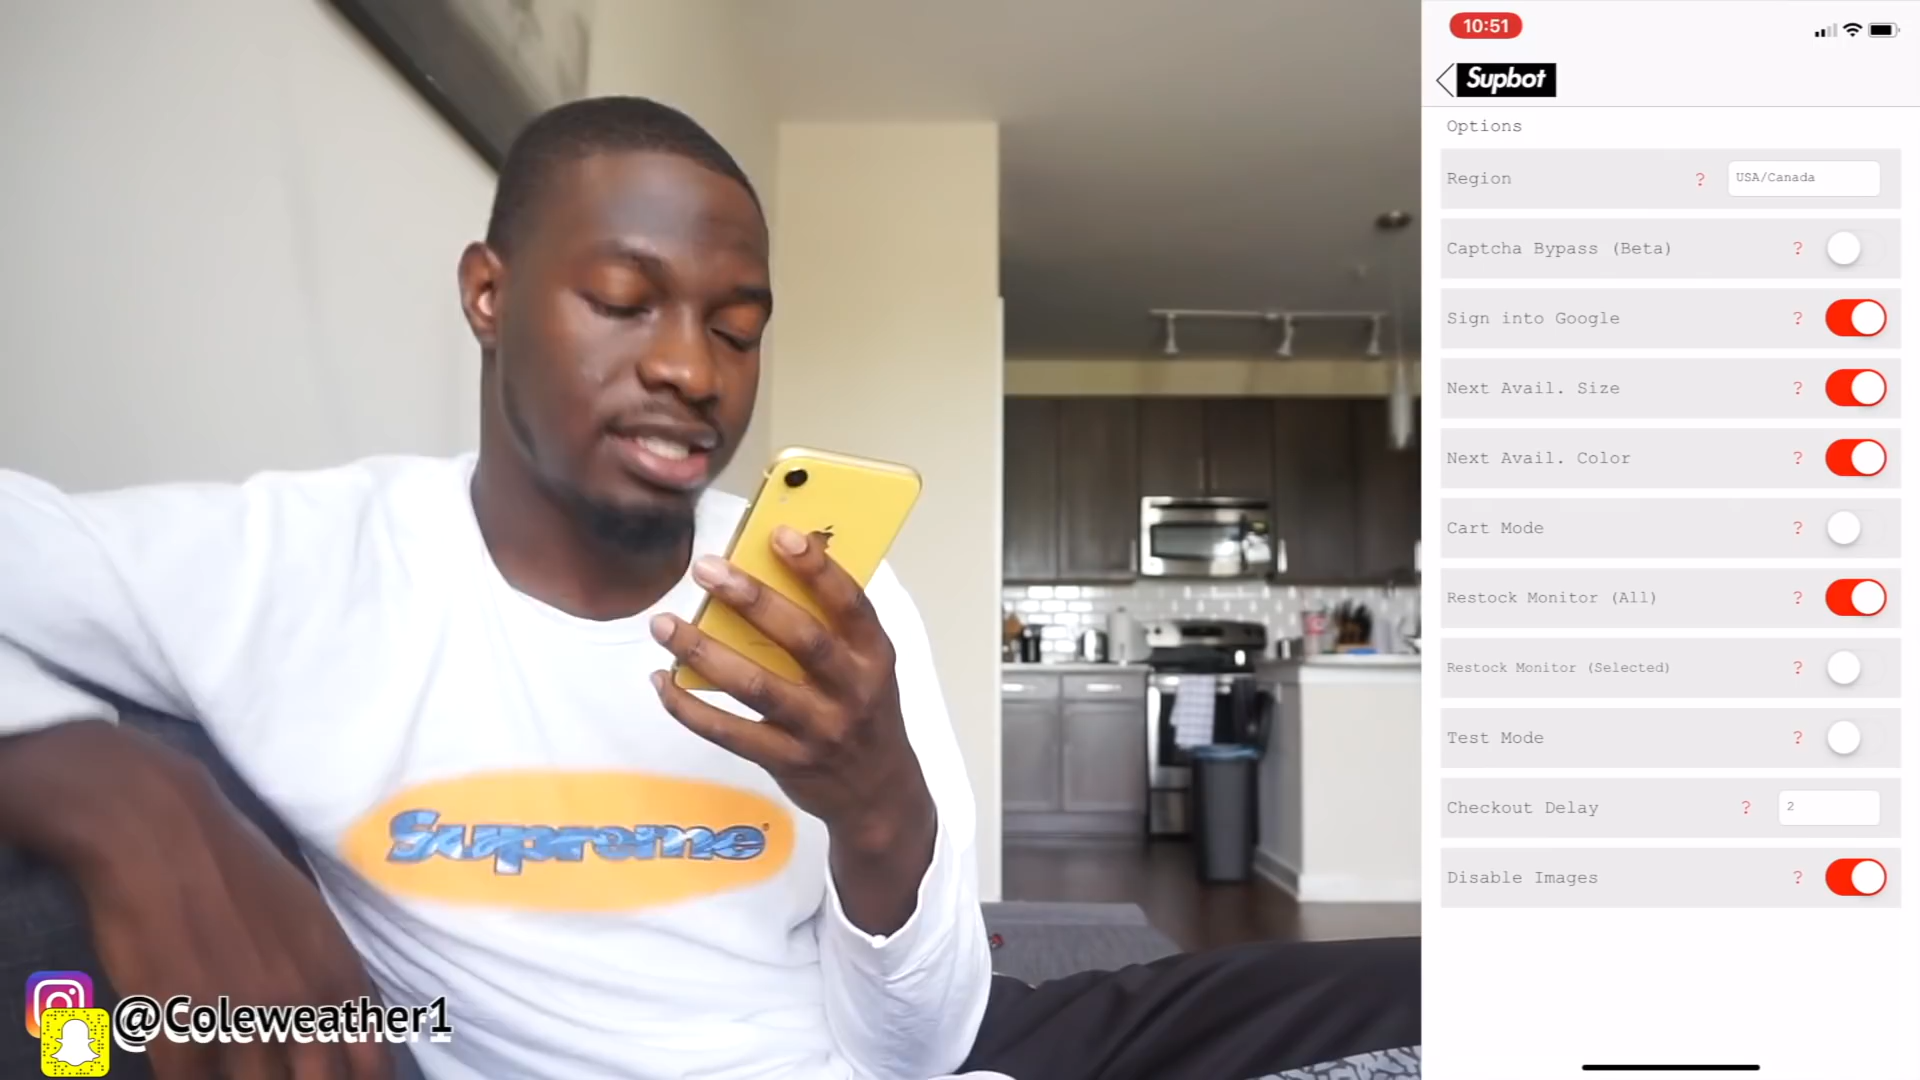 10:51
Supbot
Options
Region ? USA/Canada
Captcha Bypass (Beta) ?
Sign into Google ?
Next Avail. Size ?
Next Avail. Color ?
Cart Mode ?
Restock Monitor (All) ?
Restock Monitor (Selected) ?
Test Mode ?
Checkout Delay ? 2
Disable Images ?
Supreme
@Coleweather1